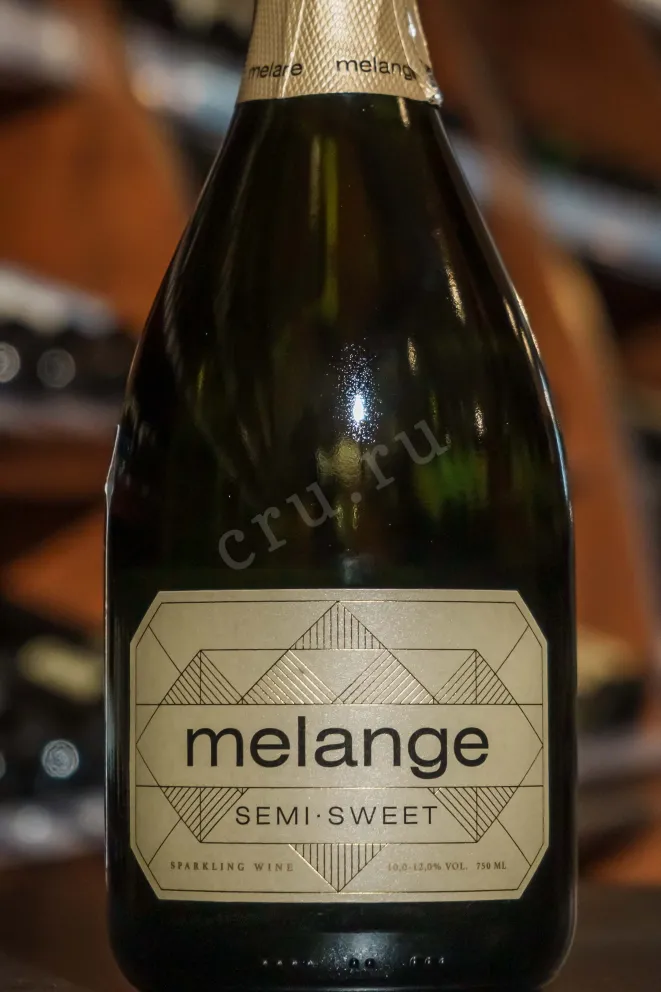 melange melange
cru.ru
melange
SEMI·SWEET
SPARKLING WINE 10,0-12,0% VOL. 750 ML